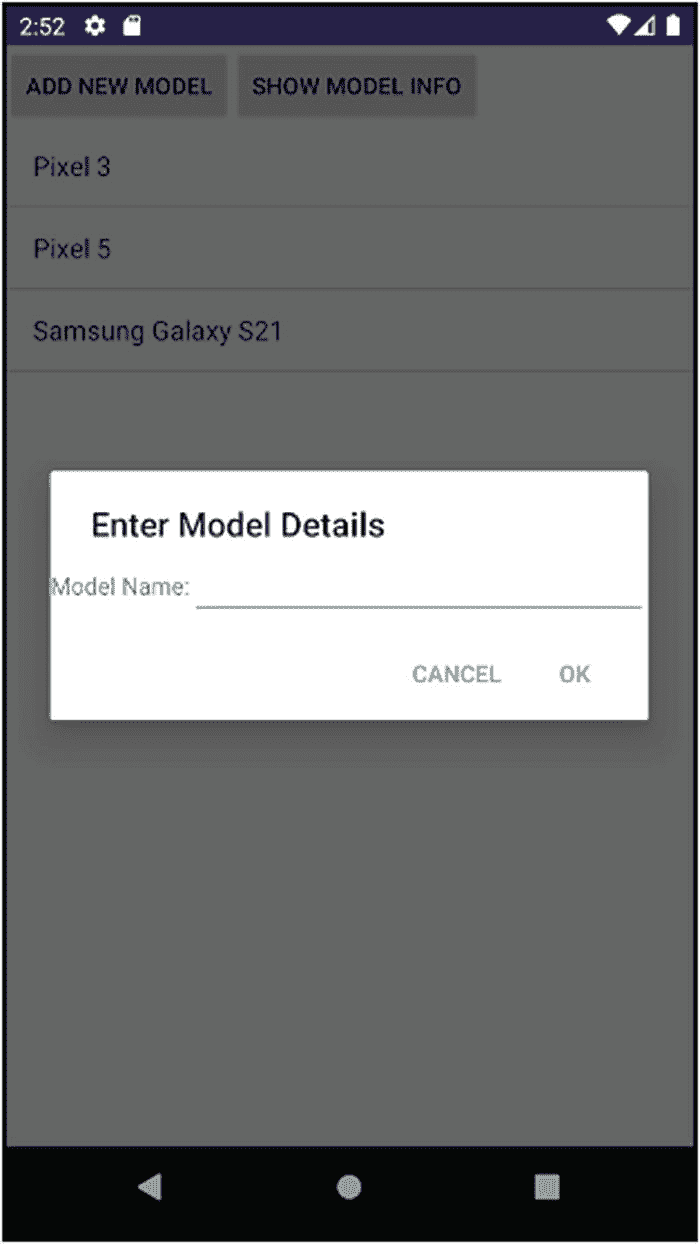 2:52
ADD NEW MODEL SHOW MODEL INFO
Pixel 3
Pixel 5
Samsung Galaxy S21
Enter Model Details
Model Name:
CANCEL OK